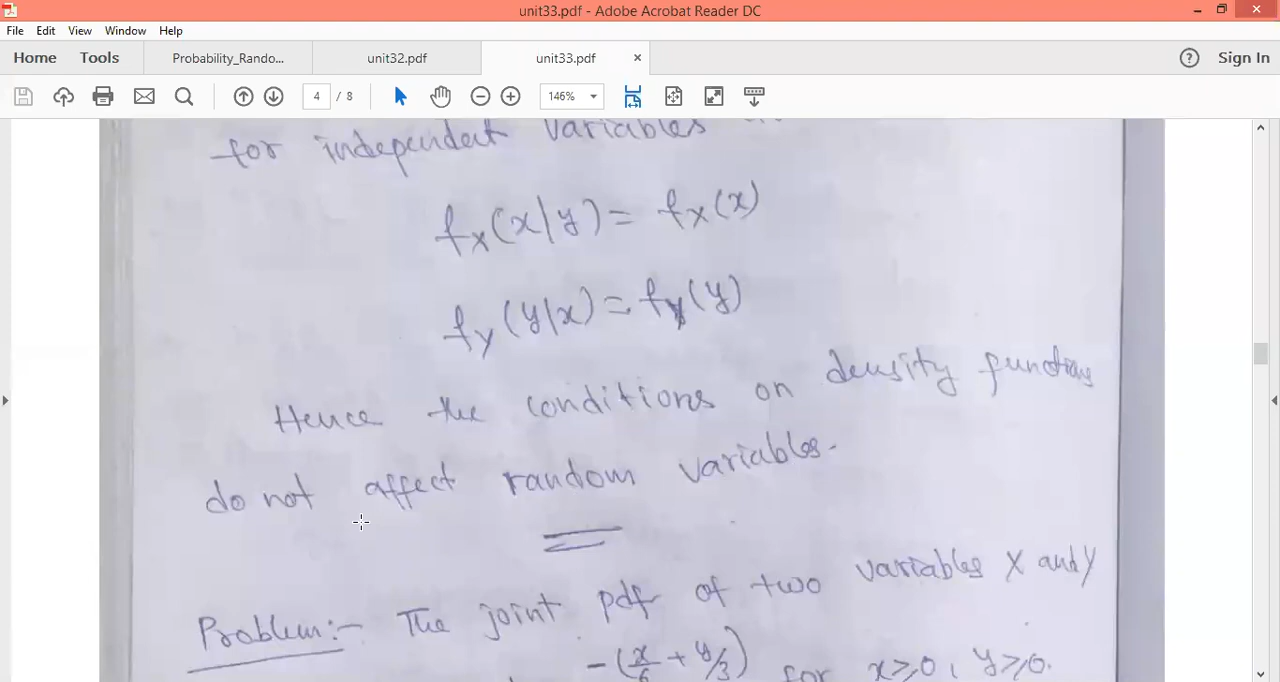 unit33.pdf - Adobe Acrobat Reader DC
File Edit View Window Help
Home Tools Probability_Rando... unit32.pdf unit33.pdf × Sign In
4 / 8 146%
for independent variables
fx(x/y) = fx(x)
fy(y/x) = fy(y)
Hence the conditions on density functions
do not affect random variables.
Problem:- The joint pdf of two variables X and Y
-(x/6 + y/3) for x≥0, y≥0.